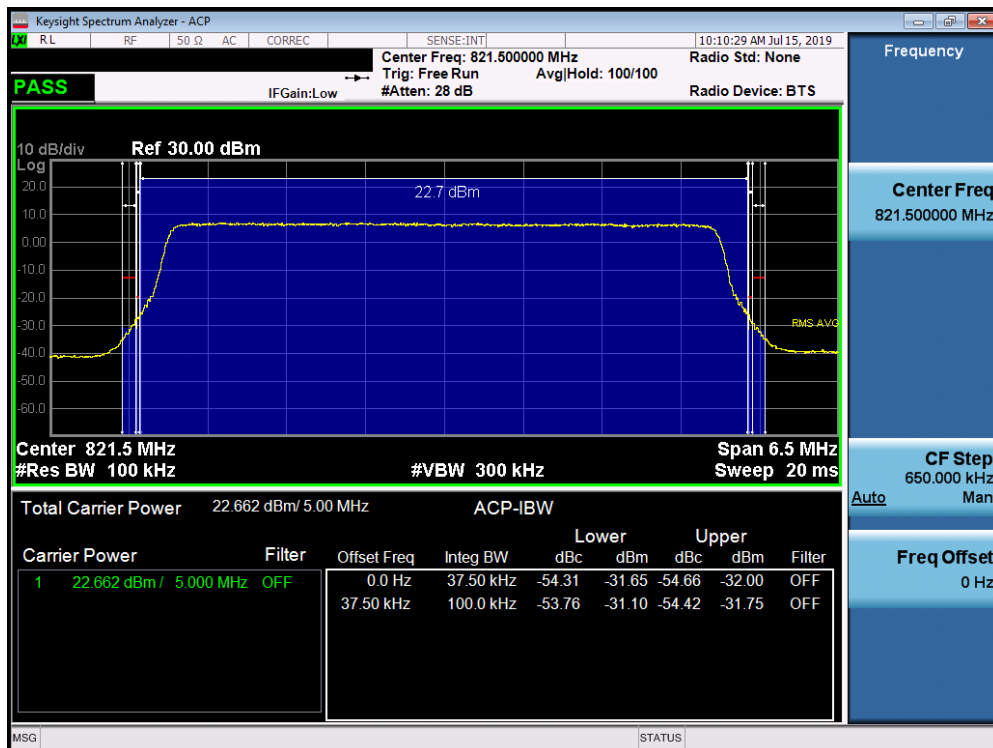 Keysight Spectrum Analyzer - ACP
LXI RL RF 50 Ω AC CORREC SENSE:INT 10:10:29 AM Jul 15, 2019
Center Freq: 821.500000 MHz Radio Std: None
Trig: Free Run Avg|Hold: 100/100
PASS IFGain:Low #Atten: 28 dB Radio Device: BTS
10 dB/div Ref 30.00 dBm
Log
20.0
22.7 dBm
10.0
0.00
-10.0
-20.0
-30.0
RMS AVG
-40.0
-50.0
-60.0
Center 821.5 MHz Span 6.5 MHz
#Res BW 100 kHz #VBW 300 kHz Sweep 20 ms
Total Carrier Power 22.662 dBm/ 5.00 MHz ACP-IBW
Lower Upper
Carrier Power Filter Offset Freq Integ BW dBc dBm dBc dBm Filter
1 22.662 dBm / 5.000 MHz OFF 0.0 Hz 37.50 kHz -54.31 -31.65 -54.66 -32.00 OFF
37.50 kHz 100.0 kHz -53.76 -31.10 -54.42 -31.75 OFF
MSG STATUS
Frequency
Center Freq
821.500000 MHz
CF Step
650.000 kHz
Auto Man
Freq Offset
0 Hz